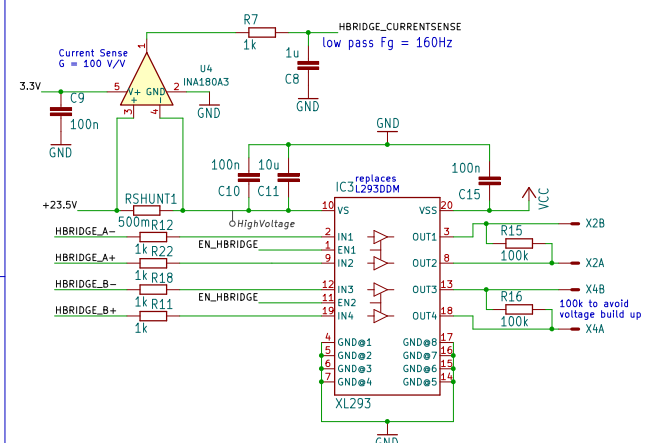 R7
1k
HBRIDGE_CURRENTSENSE
low pass Fg = 160Hz
1u
C8
GND
Current Sense
G = 100 V/V
1
U4
INA180A3
3.3V
5
V+ GND
2
+
-
3
4
GND
C9
100n
GND
GND
100n
C10
10u
C11
100n
C15
VCC
replaces
L293DDM
IC3
+23.5V
RSHUNT1
500m
HighVoltage
10
VS
VSS
20
HBRIDGE_A-
R12
1k
2
IN1
OUT1
3
EN_HBRIDGE
1
EN1
HBRIDGE_A+
R22
1k
9
IN2
OUT2
8
HBRIDGE_B-
R18
1k
12
IN3
OUT3
13
EN_HBRIDGE
11
EN2
HBRIDGE_B+
R11
1k
19
IN4
OUT4
18
X2B
R15
100k
X2A
X4B
R16
100k
X4A
100k to avoid
voltage build up
4
GND@1
GND@8
17
5
GND@2
GND@7
16
6
GND@3
GND@6
15
7
GND@4
GND@5
14
XL293
GND